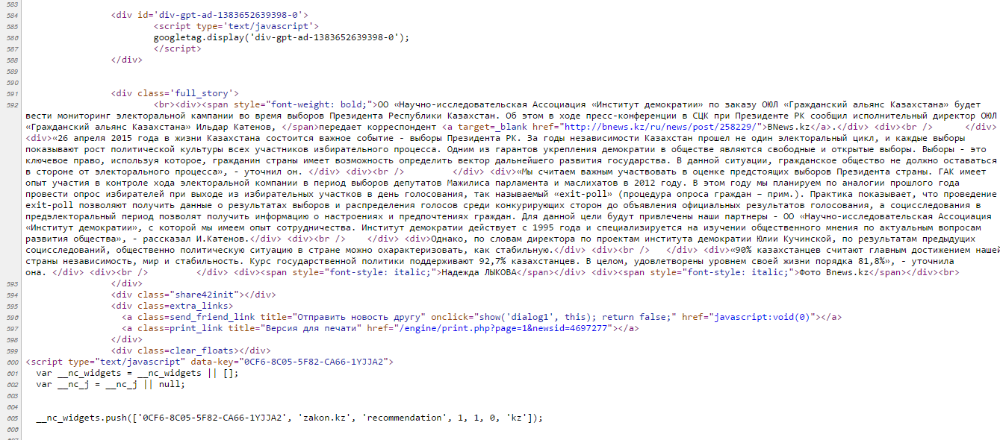 583
584 <div id='div-gpt-ad-1383652639398-0'>
585 <script type='text/javascript'>
586 googletag.display('div-gpt-ad-1383652639398-0');
587 </script>
588 </div>
589
590
591 <div class='full_story'>
592 <br><div><span style="font-weight: bold;">ОО «Научно-исследовательская Ассоциация «Институт демократии» по заказу ОЮЛ «Гражданский альянс Казахстана» будет
вести мониторинг электоральной кампании во время выборов Президента Республики Казахстан. Об этом в ходе пресс-конференции в СЦК при Президенте РК сообщил исполнительный директор ОЮЛ
«Гражданский альянс Казахстана» Ильдар Катенов, </span>передает корреспондент <a target=_blank href="http://bnews.kz/ru/news/post/258229/">BNews.kz</a>.</div> <div><br /> </div>
<div>«26 апреля 2015 года в жизни Казахстана состоится важное событие - выборы Президента РК. За годы независимости Казахстан прошел не один электоральный цикл, и каждые выборы
показывают рост политической культуры всех участников избирательного процесса. Одним из гарантов укрепления демократии в обществе являются свободные и открытые выборы. Выборы - это
ключевое право, используя которое, гражданин страны имеет возможность определить вектор дальнейшего развития государства. В данной ситуации, гражданское общество не должно оставаться
в стороне от электорального процесса», - уточнил он. </div> <div><br /> </div> <div>«Мы считаем важным участвовать в оценке предстоящих выборов Президента страны. ГАК имеет
опыт участия в контроле хода электоральной компании в период выборов депутатов Мажилиса парламента и маслихатов в 2012 году. В этом году мы планируем по аналогии прошлого года
провести опрос избирателей при выходе из избирательных участков в день голосования, так называемый «exit-poll» (процедура опроса граждан – прим.). Практика показывает, что проведение
exit-poll позволяют получить данные о результатах выборов и распределения голосов среди конкурирующих сторон до объявления официальных результатов голосования, а социсследования в
предэлекторальный период позволят получить информацию о настроениях и предпочтениях граждан. Для данной цели будут привлечены наши партнеры - ОО «Научно-исследовательская Ассоциация
«Институт демократии», с которой мы имеем опыт сотрудничества. Институт демократии действует с 1995 года и специализируется на изучении общественного мнения по актуальным вопросам
развития общества», - рассказал И.Катенов.</div> <div><br /> </div> <div>Однако, по словам директора по проектам института демократии Юлии Кучинской, по результатам предыдущих
социсследований, общественно политическую ситуацию в стране можно охарактеризовать, как стабильную.</div> <div><br /> </div> <div>«90% казахстанцев считают главным достижением нашей
страны независимость, мир и стабильность. Курс государственной политики поддерживают 92,7% казахстанцев. В целом, удовлетворены уровнем своей жизни порядка 81,8%», - уточнила
она. </div> <div><br /> </div> <div><span style="font-style: italic;">Надежда ЛЫКОВА</span></div> <div><span style="font-style: italic;">Фото Bnews.kz</span></div><br>
593 </div>
594 <div class="share42init"></div>
595 <div class=extra_links>
596 <a class=send_friend_link title="Отправить новость другу" onclick="show('dialog1', this); return false;" href="javascript:void(0)"></a>
597 <a class=print_link title="Версия для печати" href="/engine/print.php?page=1&newsid=4697277"></a>
598 </div>
599 <div class=clear_floats></div>
600 <script type="text/javascript" data-key="0CF6-8C05-5F82-CA66-1YJJA2">
601 var __nc_widgets = __nc_widgets || [];
602 var __nc_j = __nc_j || null;
603
604
605 __nc_widgets.push(['0CF6-8C05-5F82-CA66-1YJJA2', 'zakon.kz', 'recommendation', 1, 1, 0, 'kz']);
606